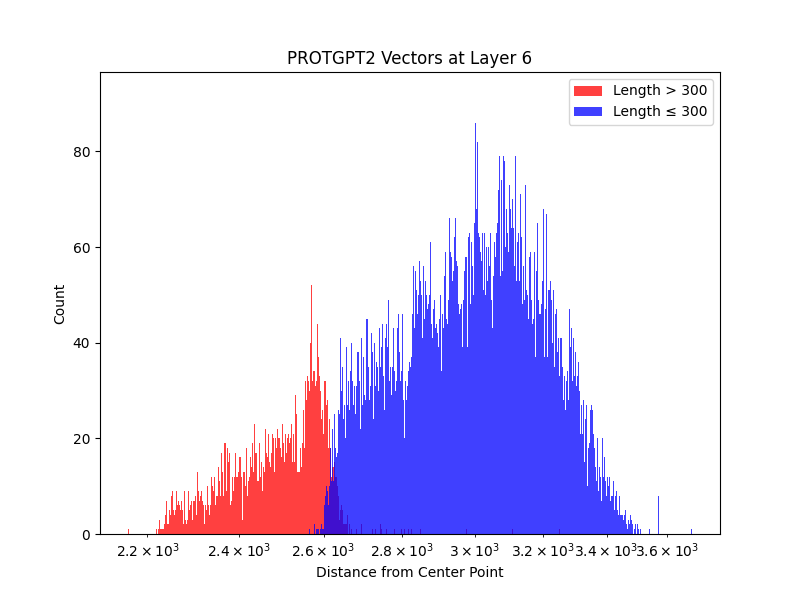 PROTGPT2 Vectors at Layer 6
Length > 300
Length ≤ 300
80
60
40
20
0
Count
2.2 × 10³
2.4 × 10³
2.6 × 10³
2.8 × 10³
3 × 10³
3.2 × 10³
3.4 × 10³
3.6 × 10³
Distance from Center Point